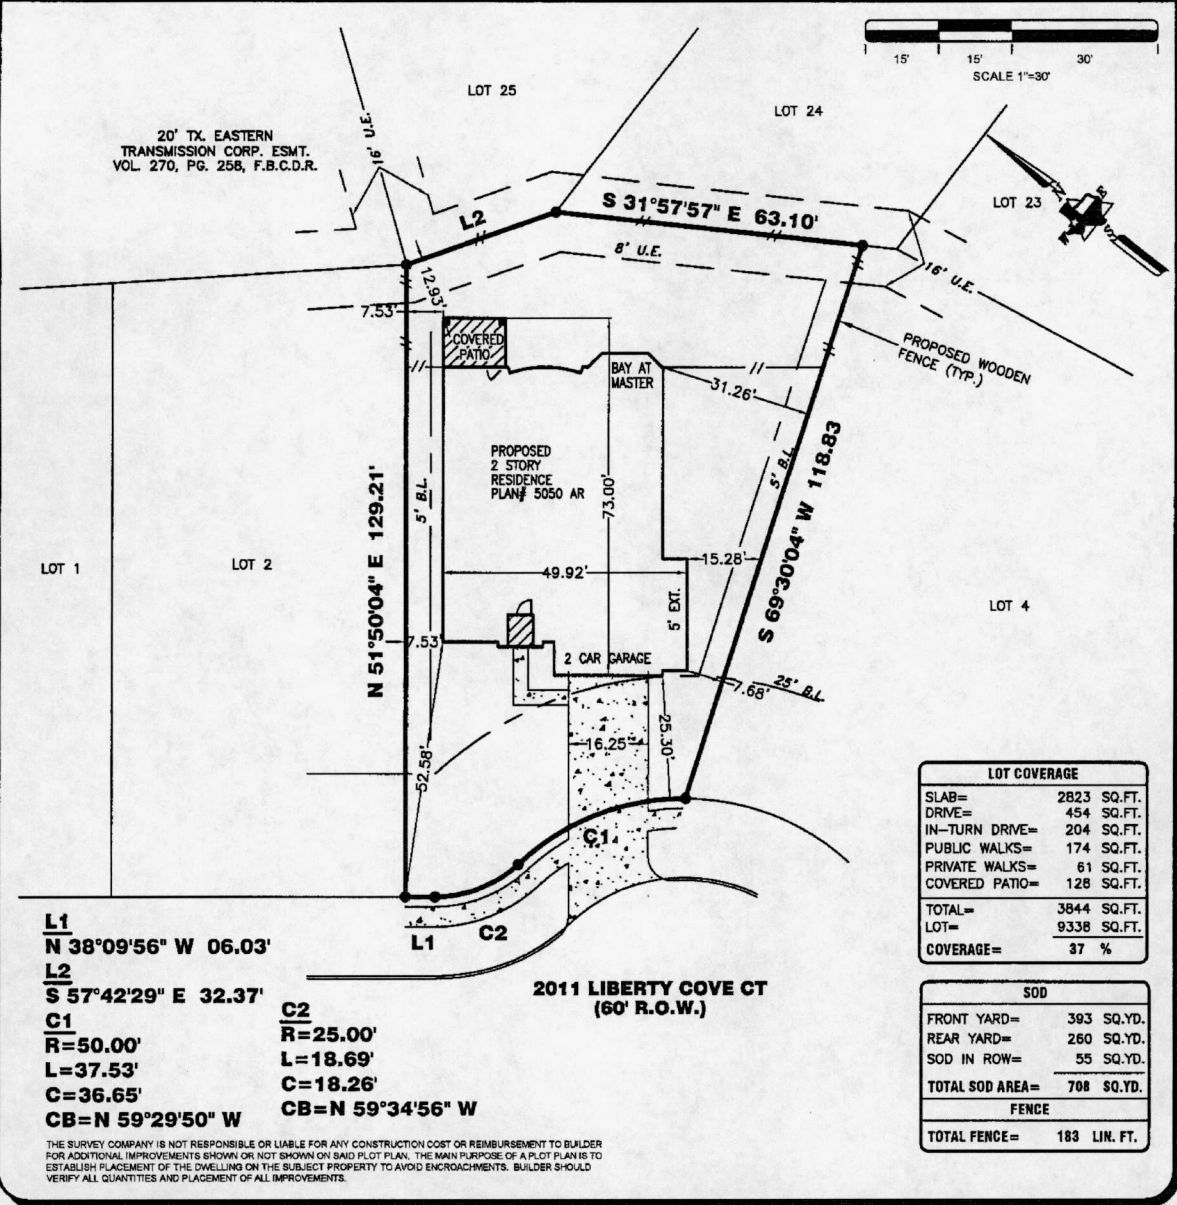 15' 15' 30'
SCALE 1"=30'
LOT 25
LOT 24
LOT 23
20' TX. EASTERN
TRANSMISSION CORP. ESMT.
VOL. 270, PG. 258, F.B.C.D.R.
16' U.E.
L2
S 31°57'57" E 63.10'
8' U.E.
16' U.E.
12.93'
7.53'
COVERED
PATIO
BAY AT
MASTER
PROPOSED WOODEN
FENCE (TYP.)
31.26'
PROPOSED
2 STORY
RESIDENCE
PLAN# 5050 AR
73.00'
5' B.L.
5' B.L.
N 51°50'04" E 129.21'
S 69°30'04" W 118.83
LOT 1
LOT 2
LOT 4
49.92'
15.28'
5' EXT.
7.53'
2 CAR GARAGE
7.68'
25' B.L.
52.58'
16.25'
25.30'
C1
L1
C2
2011 LIBERTY COVE CT
(60' R.O.W.)
L1
N 38°09'56" W 06.03'
L2
S 57°42'29" E 32.37'
C1
R=50.00'
L=37.53'
C=36.65'
CB=N 59°29'50" W
C2
R=25.00'
L=18.69'
C=18.26'
CB=N 59°34'56" W
LOT COVERAGE
SLAB= 2823 SQ.FT.
DRIVE= 454 SQ.FT.
IN-TURN DRIVE= 204 SQ.FT.
PUBLIC WALKS= 174 SQ.FT.
PRIVATE WALKS= 61 SQ.FT.
COVERED PATIO= 128 SQ.FT.
TOTAL= 3844 SQ.FT.
LOT= 9338 SQ.FT.
COVERAGE= 37 %
SOD
FRONT YARD= 393 SQ.YD.
REAR YARD= 260 SQ.YD.
SOD IN ROW= 55 SQ.YD.
TOTAL SOD AREA= 708 SQ.YD.
FENCE
TOTAL FENCE= 183 LIN. FT.
THE SURVEY COMPANY IS NOT RESPONSIBLE OR LIABLE FOR ANY CONSTRUCTION COST OR REIMBURSEMENT TO BUILDER
FOR ADDITIONAL IMPROVEMENTS SHOWN OR NOT SHOWN ON SAID PLOT PLAN. THE MAIN PURPOSE OF A PLOT PLAN IS TO
ESTABLISH PLACEMENT OF THE DWELLING ON THE SUBJECT PROPERTY TO AVOID ENCROACHMENTS. BUILDER SHOULD
VERIFY ALL QUANTITIES AND PLACEMENT OF ALL IMPROVEMENTS.